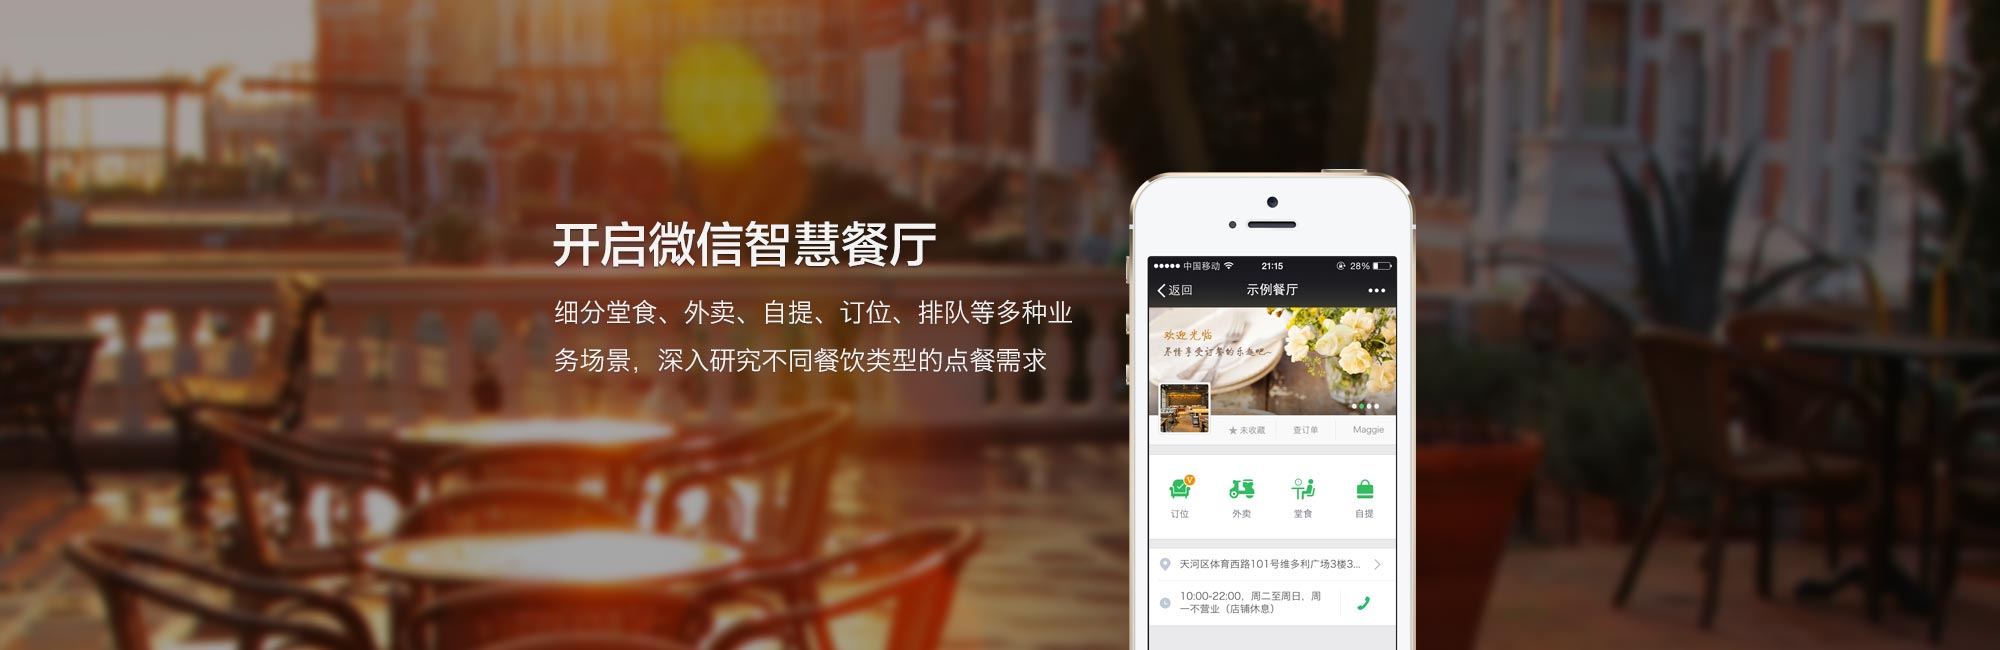 开启微信智慧餐厅
细分堂食、外卖、自提、订位、排队等多种业
务场景，深入研究不同餐饮类型的点餐需求
中国移动 21:15 28%
返回 示例餐厅
欢迎光临
尽情享受订餐的乐趣吧~
未收藏 查订单 Maggie
V
订位 外卖 堂食 自提
天河区体育西路101号维多利广场3楼3...
10:00-22:00，周二至周日，周
一不营业（店铺休息）